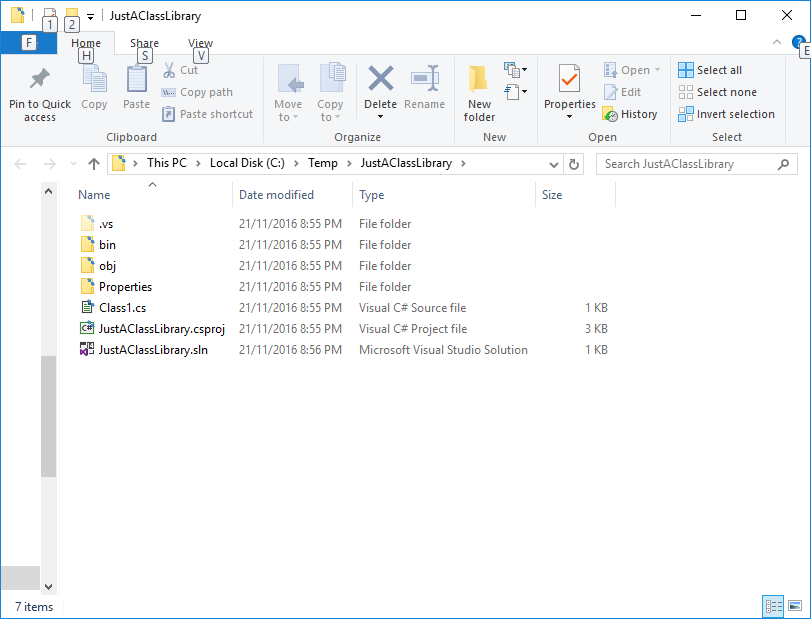 1 2 JustAClassLibrary
F Home Share View ?
H S V E
Pin to Quick access
Copy
Paste
Cut
Copy path
Paste shortcut
Clipboard
Move to
Copy to
Delete
Rename
Organize
New folder
New
Properties
Open
Edit
History
Open
Select all
Select none
Invert selection
Select
This PC > Local Disk (C:) > Temp > JustAClassLibrary >
Search JustAClassLibrary
Name Date modified Type Size
.vs 21/11/2016 8:55 PM File folder
bin 21/11/2016 8:55 PM File folder
obj 21/11/2016 8:55 PM File folder
Properties 21/11/2016 8:55 PM File folder
Class1.cs 21/11/2016 8:55 PM Visual C# Source file 1 KB
C# JustAClassLibrary.csproj 21/11/2016 8:55 PM Visual C# Project file 3 KB
JustAClassLibrary.sln 21/11/2016 8:56 PM Microsoft Visual Studio Solution 1 KB
7 items